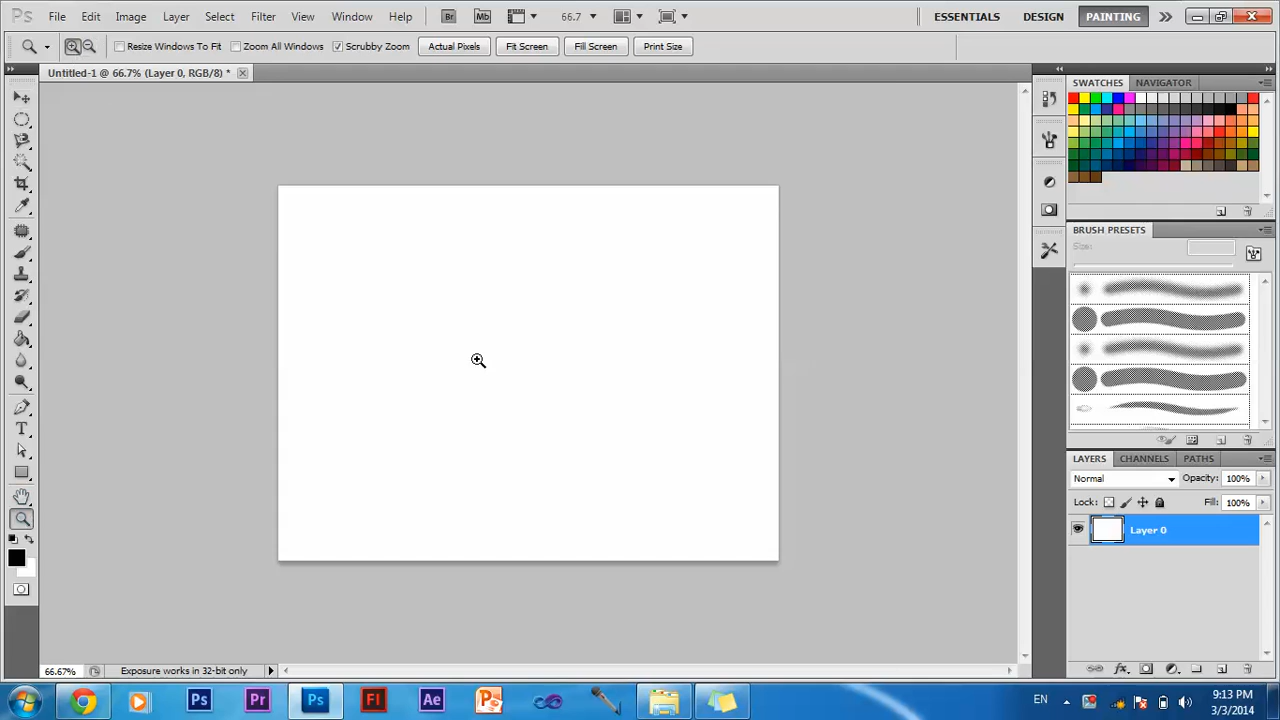 Ps File Edit Image Layer Select Filter View Window Help Br Mb 66.7 ESSENTIALS DESIGN PAINTING
Resize Windows To Fit Zoom All Windows Scrubby Zoom Actual Pixels Fit Screen Fill Screen Print Size
Untitled-1 @ 66.7% (Layer 0, RGB/8) *
SWATCHES NAVIGATOR
BRUSH PRESETS
Size:
LAYERS CHANNELS PATHS
Normal Opacity: 100%
Lock: Fill: 100%
Layer 0
T
fx
66.67% Exposure works in 32-bit only
Ps Pr Ps Fl Ae EN
9:13 PM
3/3/2014